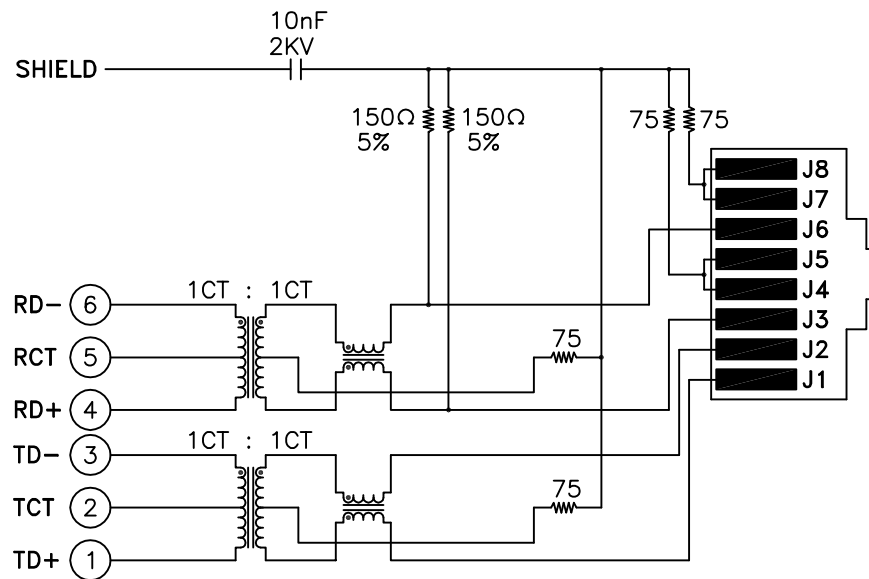 10nF
2KV
SHIELD
150Ω 150Ω 75 75
5% 5%
J8
J7
J6
J5
J4
J3
J2
J1
1CT : 1CT
RD- 6
RCT 5
75
RD+ 4
1CT : 1CT
TD- 3
TCT 2
75
TD+ 1